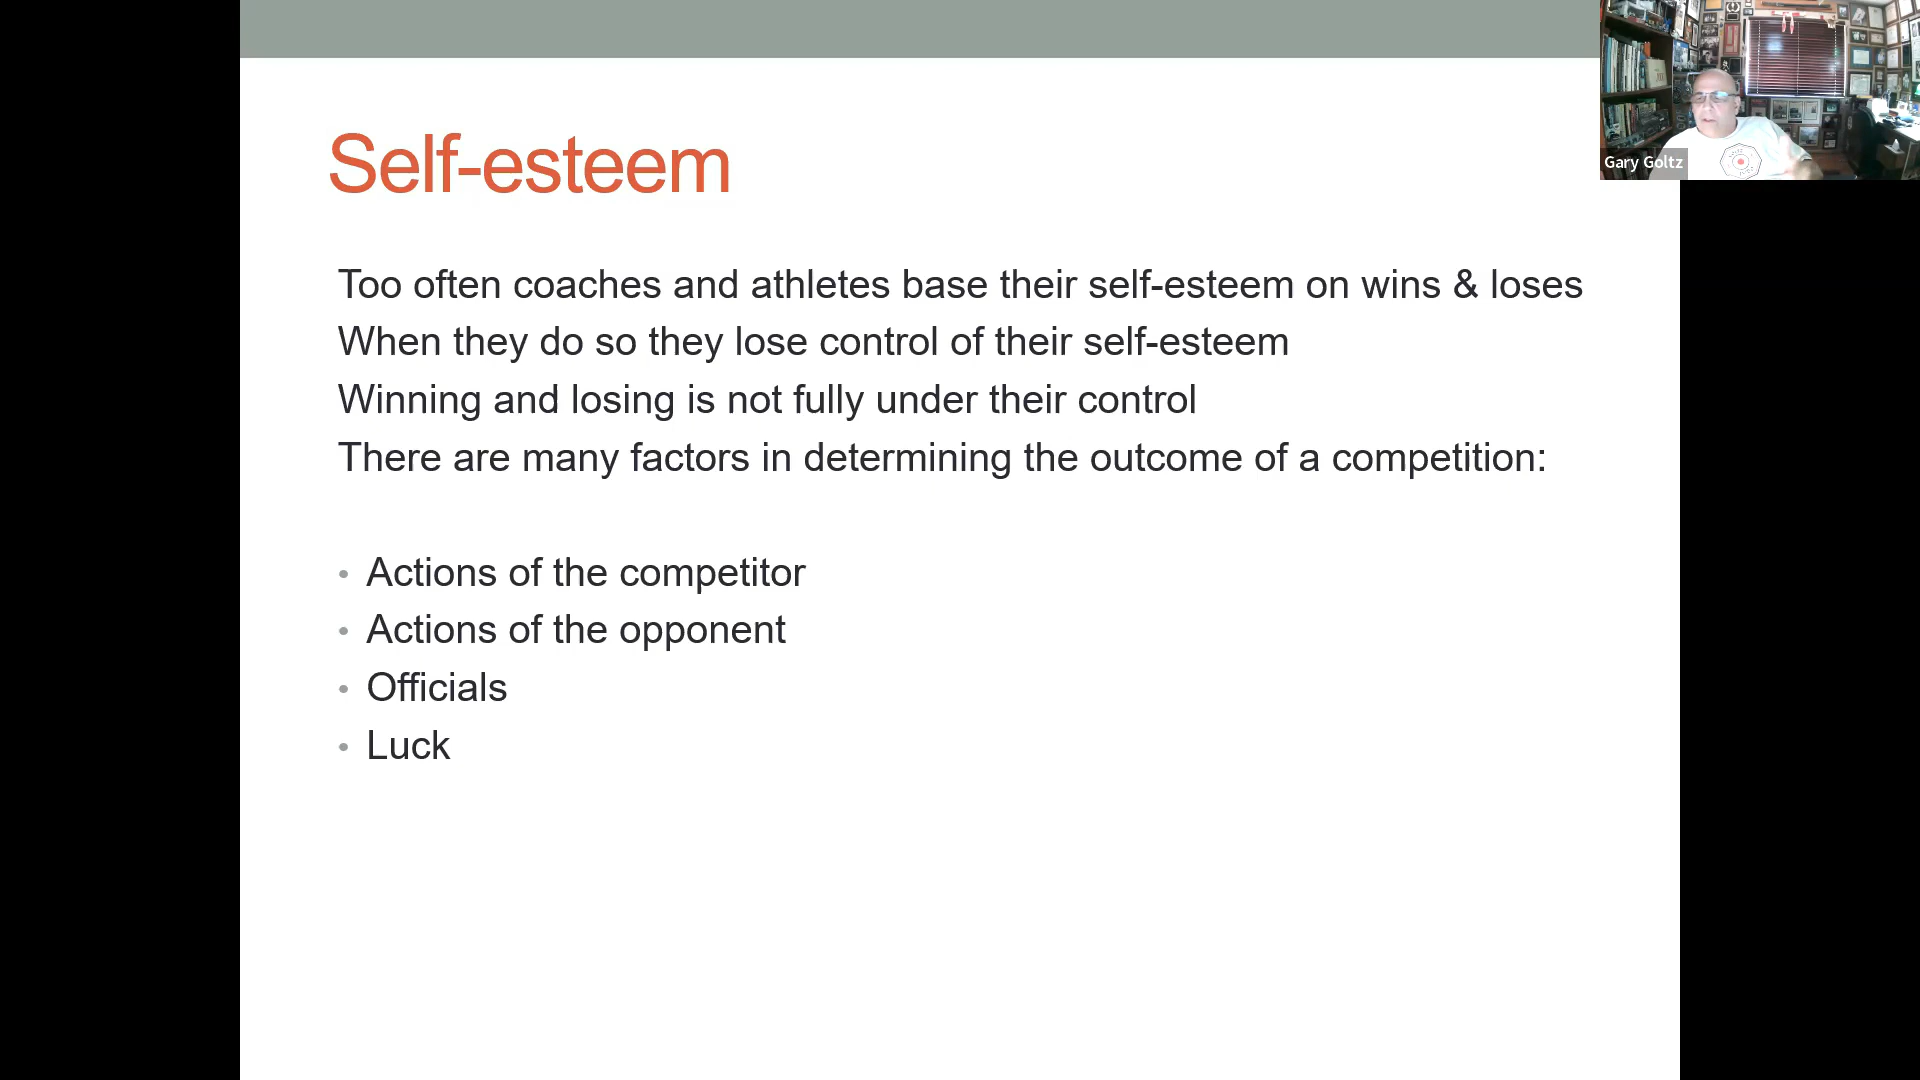 Self-esteem
Too often coaches and athletes base their self-esteem on wins & loses
When they do so they lose control of their self-esteem
Winning and losing is not fully under their control
There are many factors in determining the outcome of a competition:
• Actions of the competitor
• Actions of the opponent
• Officials
• Luck
Gary Goltz